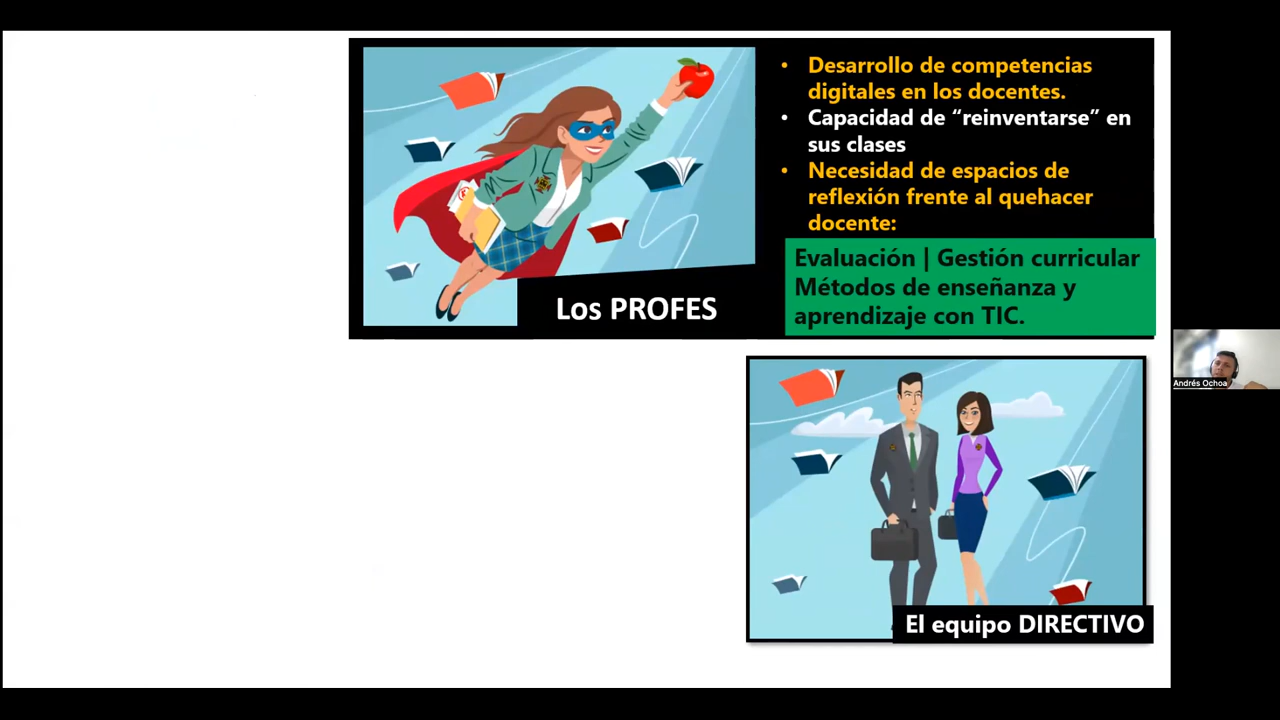 Desarrollo de competencias
digitales en los docentes.
Capacidad de “reinventarse” en
sus clases
Necesidad de espacios de
reflexión frente al quehacer
docente:
Evaluación | Gestión curricular
Métodos de enseñanza y
aprendizaje con TIC.
Los PROFES
Andrés Ochoa
El equipo DIRECTIVO